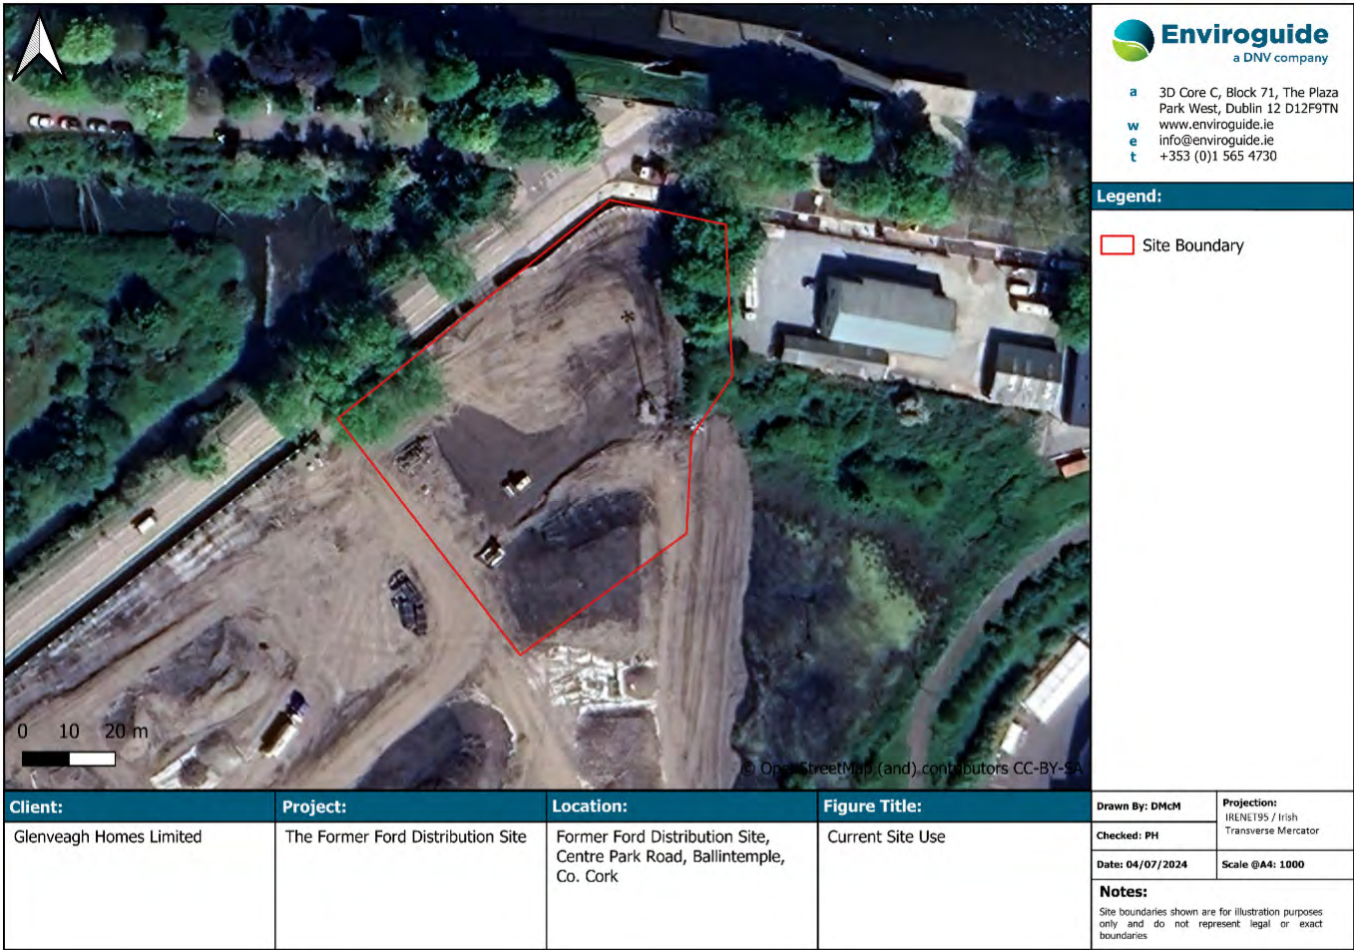 Enviroguide
a DNV company
a 3D Core C, Block 71, The Plaza
Park West, Dublin 12 D12F9TN
w www.enviroguide.ie
e info@enviroguide.ie
t +353 (0)1 565 4730
Legend:
Site Boundary
0 10 20 m
© OpenStreetMap (and) contributors CC-BY-SA
Client:
Glenveagh Homes Limited
Project:
The Former Ford Distribution Site
Location:
Former Ford Distribution Site,
Centre Park Road, Ballintemple,
Co. Cork
Figure Title:
Current Site Use
Drawn By: DMcM
Checked: PH
Date: 04/07/2024
Projection:
IRENET95 / Irish
Transverse Mercator
Scale @A4: 1000
Notes:
Site boundaries shown are for illustration purposes
only and do not represent legal or exact
boundaries